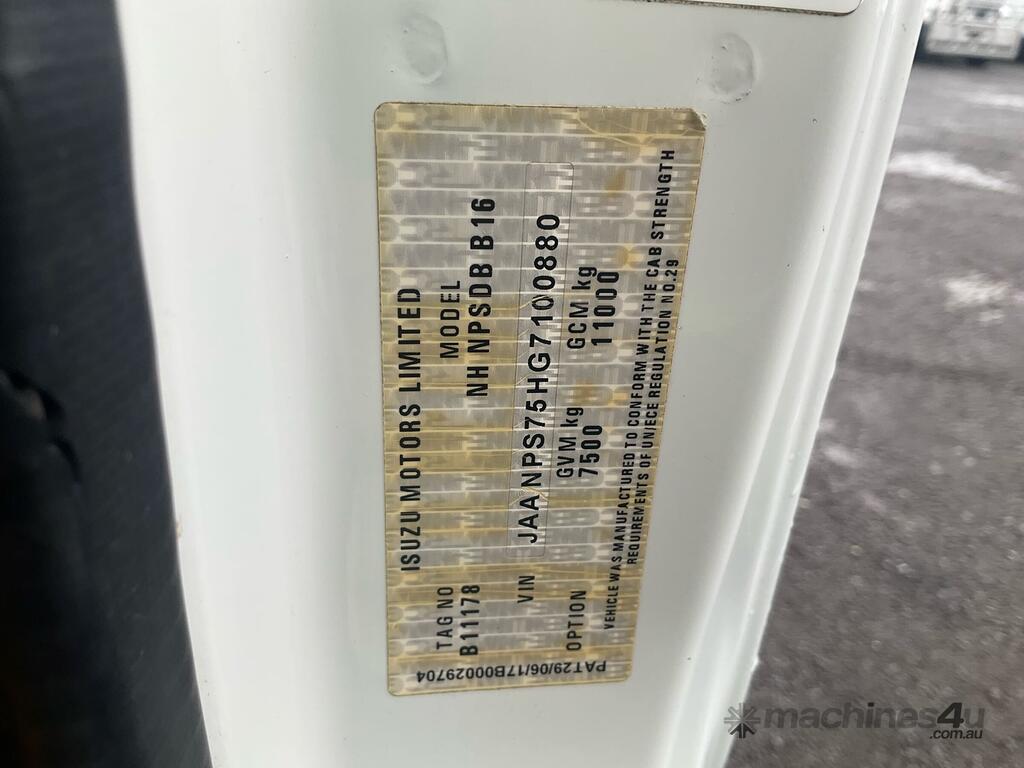 ISUZU MOTORS LIMITED
TAG NO MODEL
B11178 NH NPSDB B16
VIN JAANPS75HG7100880
GVM kg GCM kg
OPTION 7500 11000
VEHICLE WAS MANUFACTURED TO CONFORM WITH THE CAB STRENGTH
REQUIREMENTS OF UN/ECE REGULATION NO.29
PAT29/06/17B00029704
machines4u
.com.au